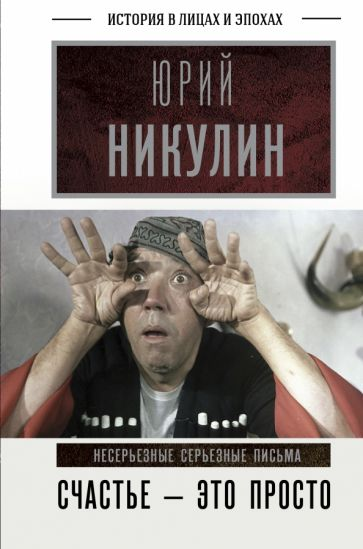 ИСТОРИЯ В ЛИЦАХ И ЭПОХАХ
ЮРИЙ
НИКУЛИН
НЕСЕРЬЕЗНЫЕ СЕРЬЕЗНЫЕ ПИСЬМА
СЧАСТЬЕ – ЭТО ПРОСТО